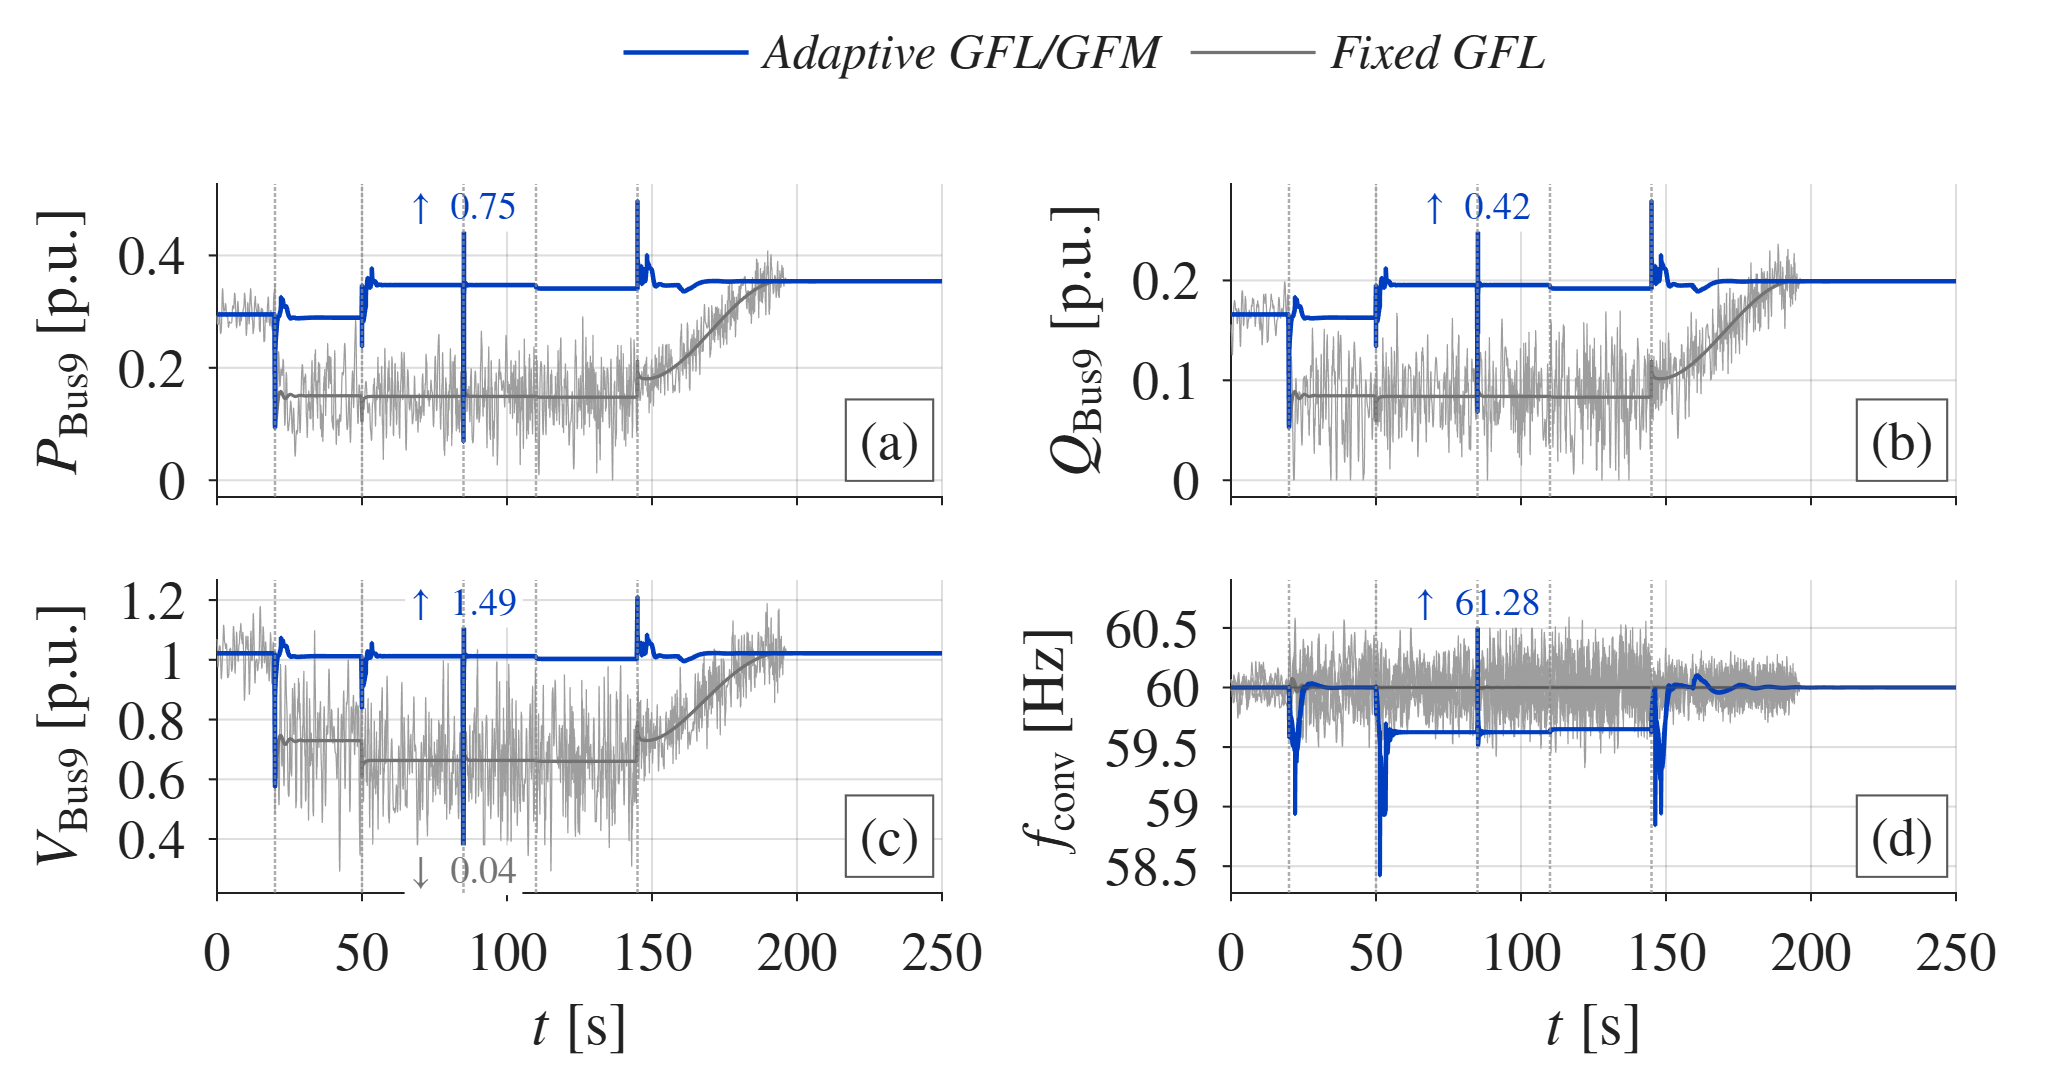 Adaptive GFL/GFM Fixed GFL
P_Bus9 [p.u.]
0.4
0.2
0
↑ 0.75
(a)
Q_Bus9 [p.u.]
0.2
0.1
0
↑ 0.42
(b)
V_Bus9 [p.u.]
1.2
1
0.8
0.6
0.4
↑ 1.49
↓ 0.04
(c)
0 50 100 150 200 250
t [s]
f_conv [Hz]
60.5
60
59.5
59
58.5
↑ 61.28
(d)
0 50 100 150 200 250
t [s]